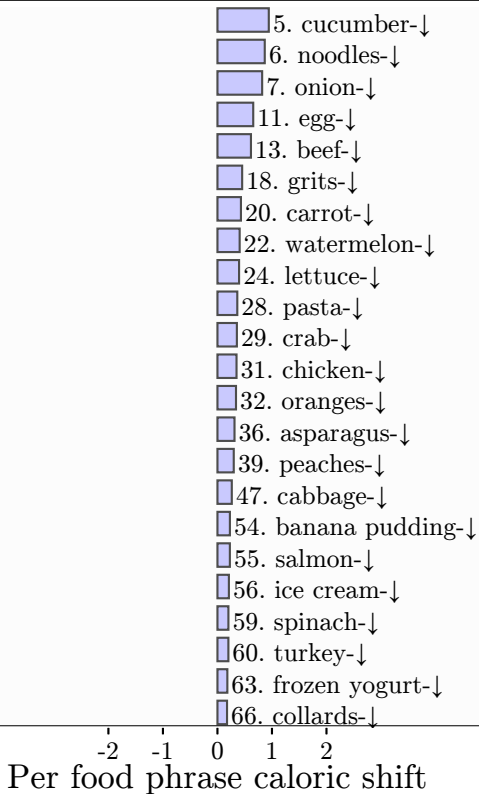 5. cucumber-↓
6. noodles-↓
7. onion-↓
11. egg-↓
13. beef-↓
18. grits-↓
20. carrot-↓
22. watermelon-↓
24. lettuce-↓
28. pasta-↓
29. crab-↓
31. chicken-↓
32. oranges-↓
36. asparagus-↓
39. peaches-↓
47. cabbage-↓
54. banana pudding-↓
55. salmon-↓
56. ice cream-↓
59. spinach-↓
60. turkey-↓
63. frozen yogurt-↓
66. collards-↓
-2 -1 0 1 2
Per food phrase caloric shift